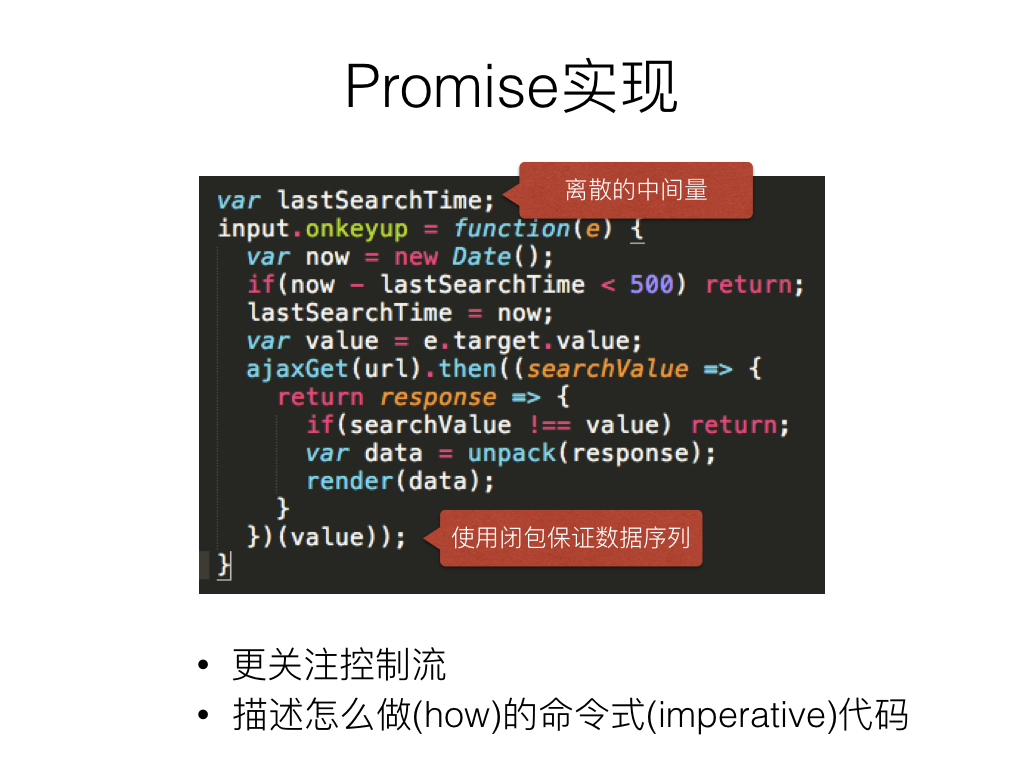 Promise实现
离散的中间量
var lastSearchTime;
input.onkeyup = function(e) {
var now = new Date();
if(now - lastSearchTime < 500) return;
lastSearchTime = now;
var value = e.target.value;
ajaxGet(url).then((searchValue => {
return response => {
if(searchValue !== value) return;
var data = unpack(response);
render(data);
}
})(value));
使用闭包保证数据序列
}
• 更关注控制流
• 描述怎么做(how)的命令式(imperative)代码